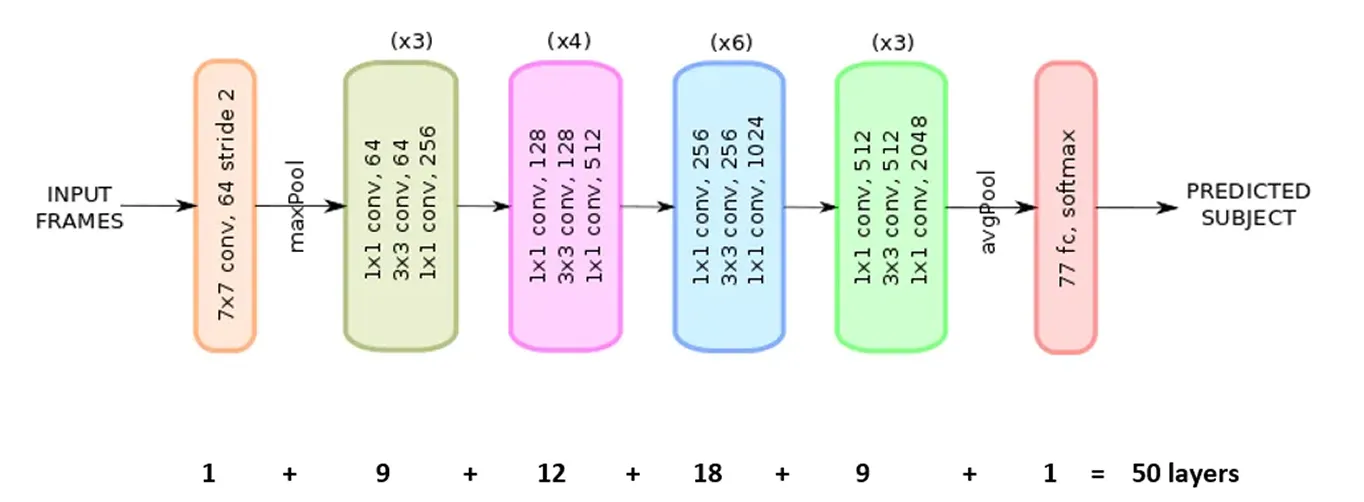 (x3)
(x4)
(x6)
(x3)
INPUT
FRAMES
7x7 conv, 64 stride 2
maxPool
1x1 conv, 64
3x3 conv, 64
1x1 conv, 256
1x1 conv, 128
3x3 conv, 128
1x1 conv, 512
1x1 conv, 256
3x3 conv, 256
1x1 conv, 1024
1x1 conv, 512
3x3 conv, 512
1x1 conv, 2048
avgPool
77 fc, softmax
PREDICTED
SUBJECT
1 + 9 + 12 + 18 + 9 + 1 = 50 layers